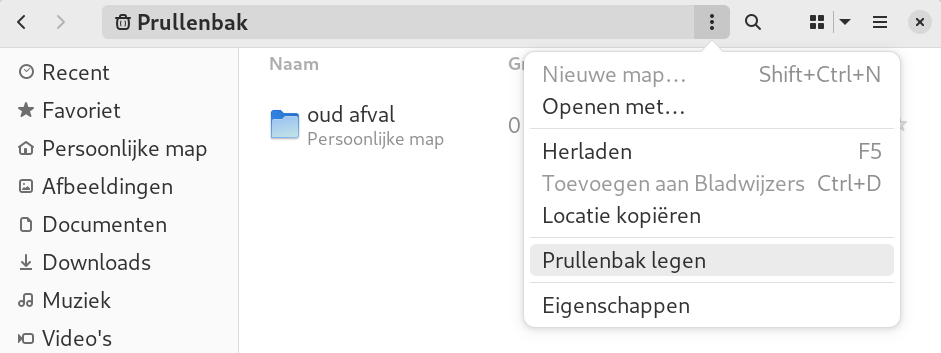 Prullenbak
Recent
Favoriet
Persoonlijke map
Afbeeldingen
Documenten
Downloads
Muziek
Video's
Naam
oud afval
Persoonlijke map
0
Nieuwe map… Shift+Ctrl+N
Openen met…
Herladen F5
Toevoegen aan Bladwijzers Ctrl+D
Locatie kopiëren
Prullenbak legen
Eigenschappen